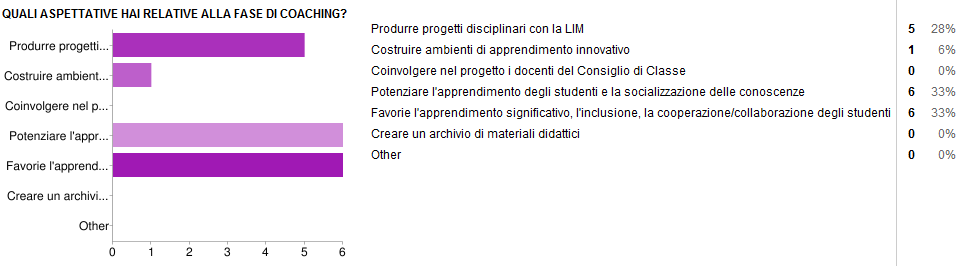 QUALI ASPETTATIVE HAI RELATIVE ALLA FASE DI COACHING?
Produrre progetti...
Costruire ambient...
Coinvolgere nel p...
Potenziare l'appr...
Favorie l'apprend...
Creare un archivi...
Other
0 1 2 3 4 5 6
Produrre progetti disciplinari con la LIM 5 28%
Costruire ambienti di apprendimento innovativo 1 6%
Coinvolgere nel progetto i docenti del Consiglio di Classe 0 0%
Potenziare l'apprendimento degli studenti e la socializzazione delle conoscenze 6 33%
Favorie l'apprendimento significativo, l'inclusione, la cooperazione/collaborazione degli studenti 6 33%
Creare un archivio di materiali didattici 0 0%
Other 0 0%